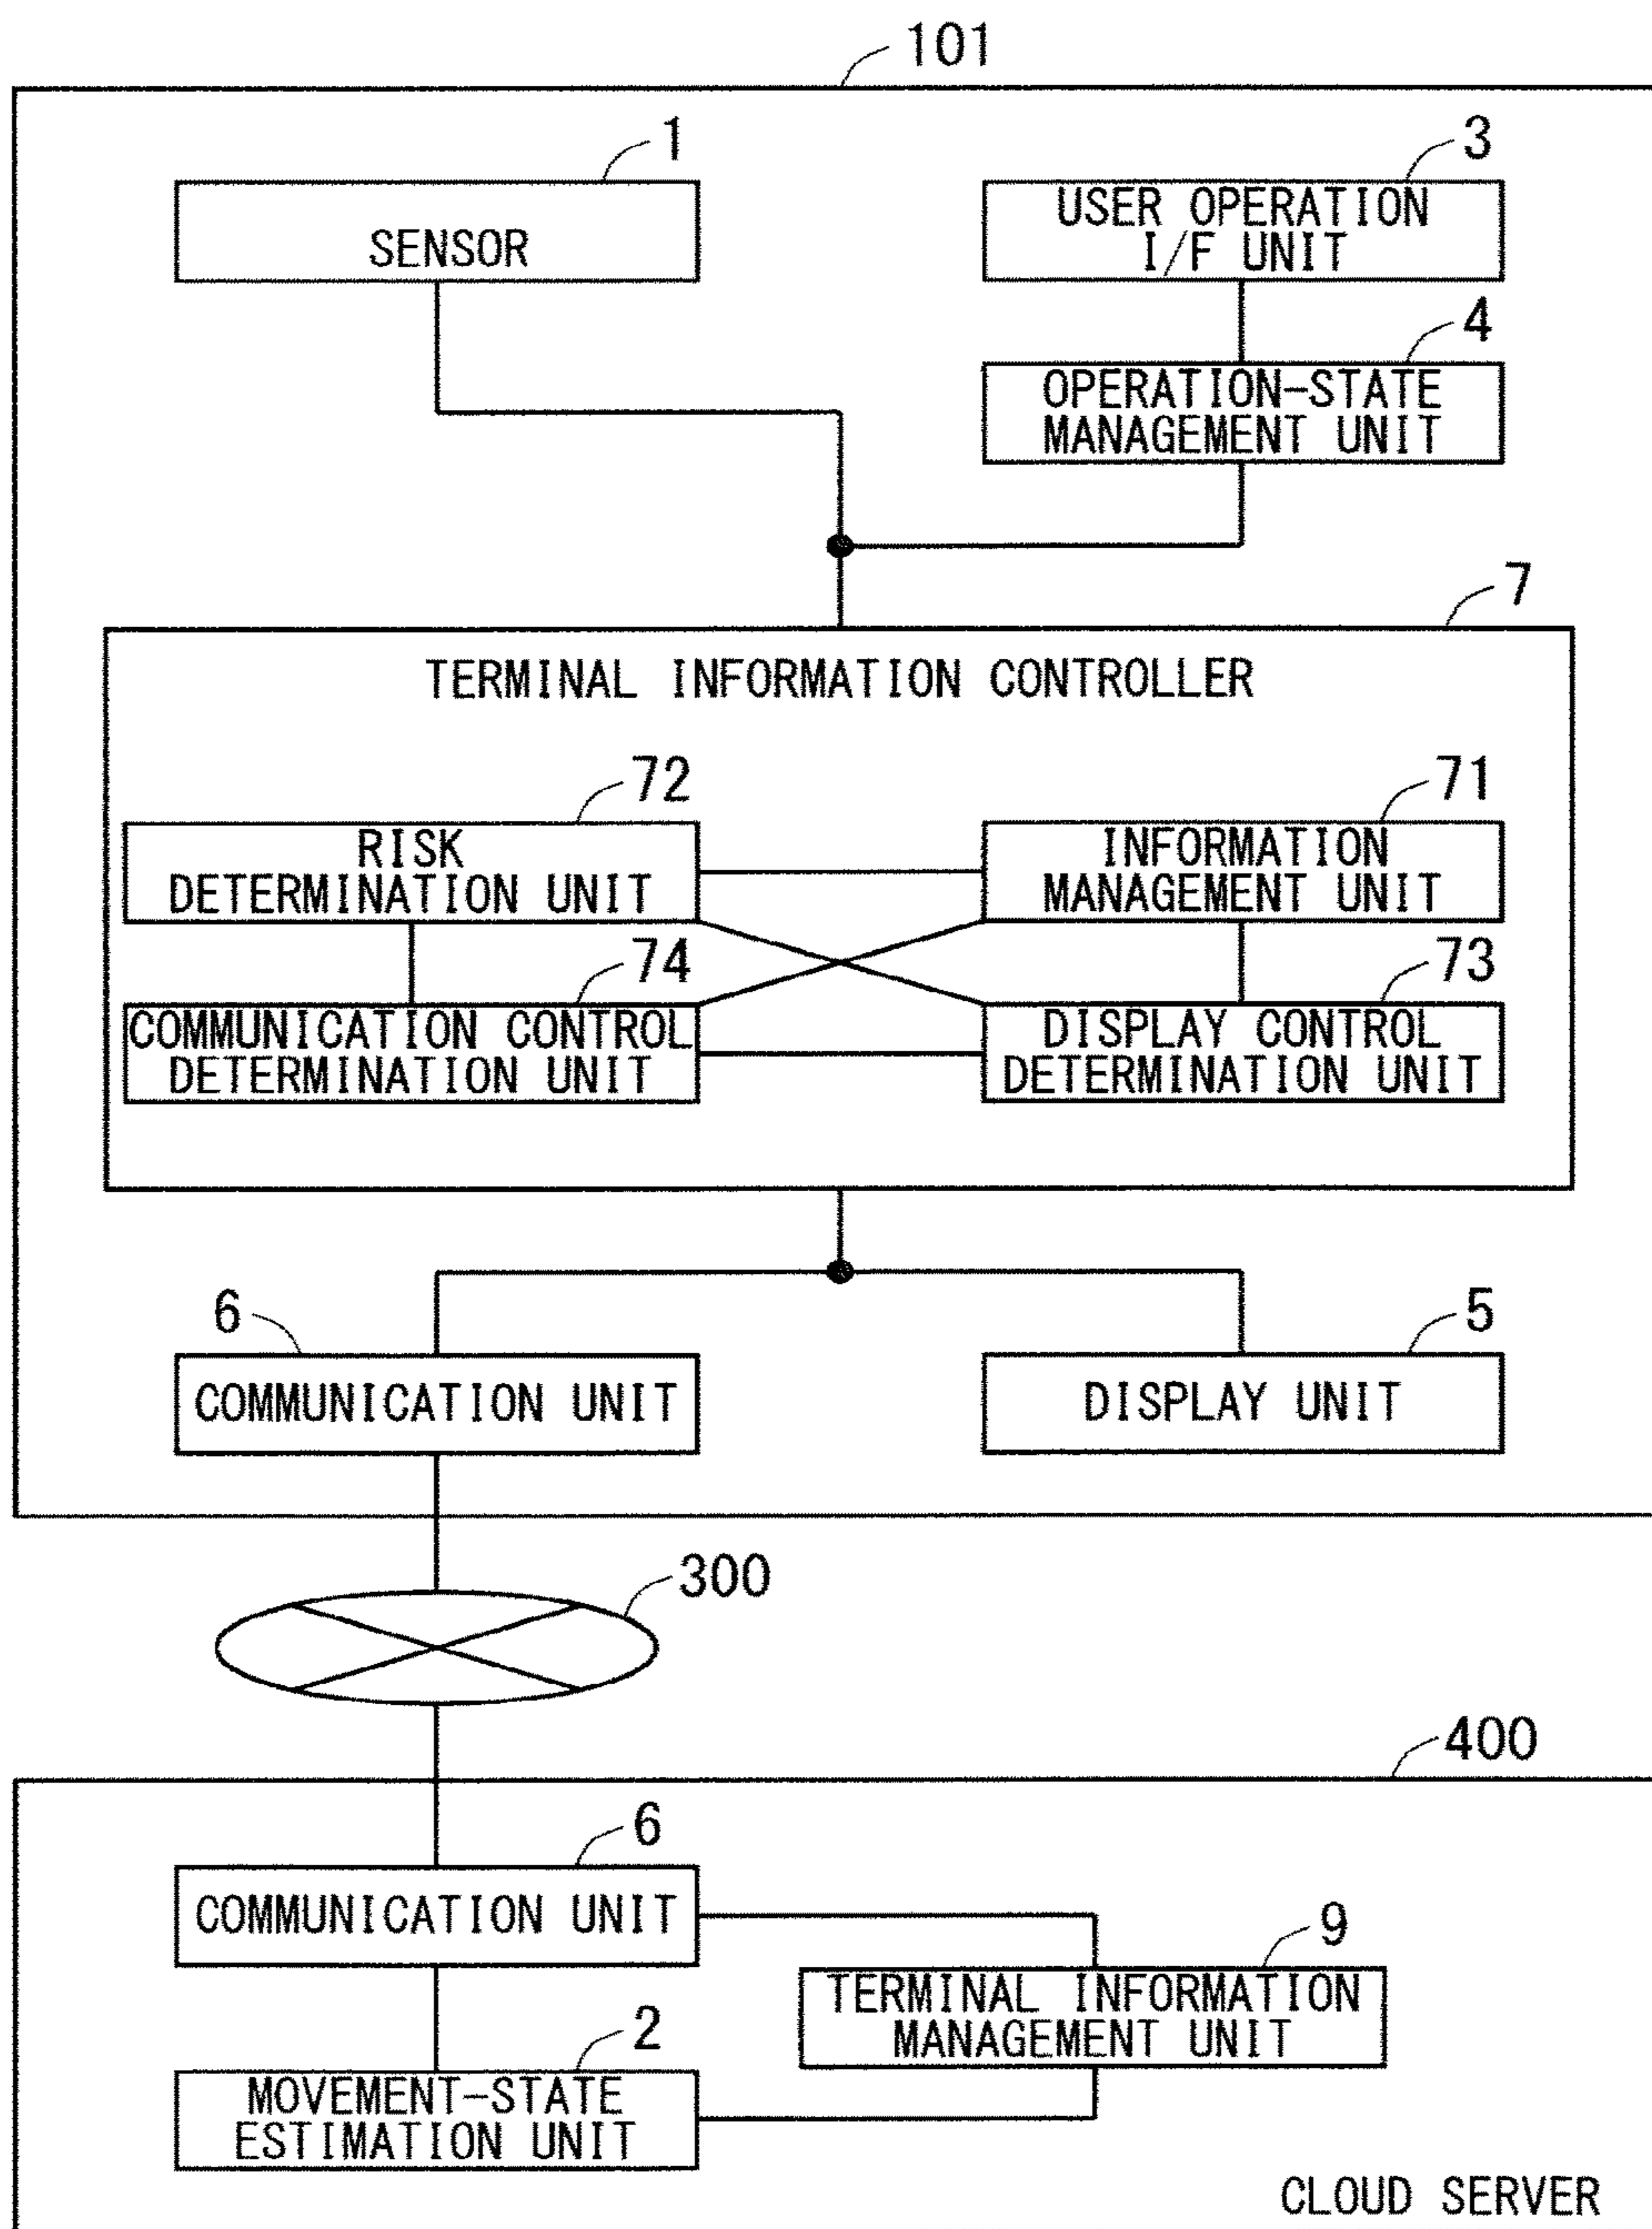 101
1
3
SENSOR
USER OPERATION
I/F UNIT
4
OPERATION-STATE
MANAGEMENT UNIT
7
TERMINAL INFORMATION CONTROLLER
72
71
RISK
DETERMINATION UNIT
INFORMATION
MANAGEMENT UNIT
74
73
COMMUNICATION CONTROL
DETERMINATION UNIT
DISPLAY CONTROL
DETERMINATION UNIT
6
5
COMMUNICATION UNIT
DISPLAY UNIT
300
400
6
COMMUNICATION UNIT
9
TERMINAL INFORMATION
MANAGEMENT UNIT
2
MOVEMENT-STATE
ESTIMATION UNIT
CLOUD SERVER